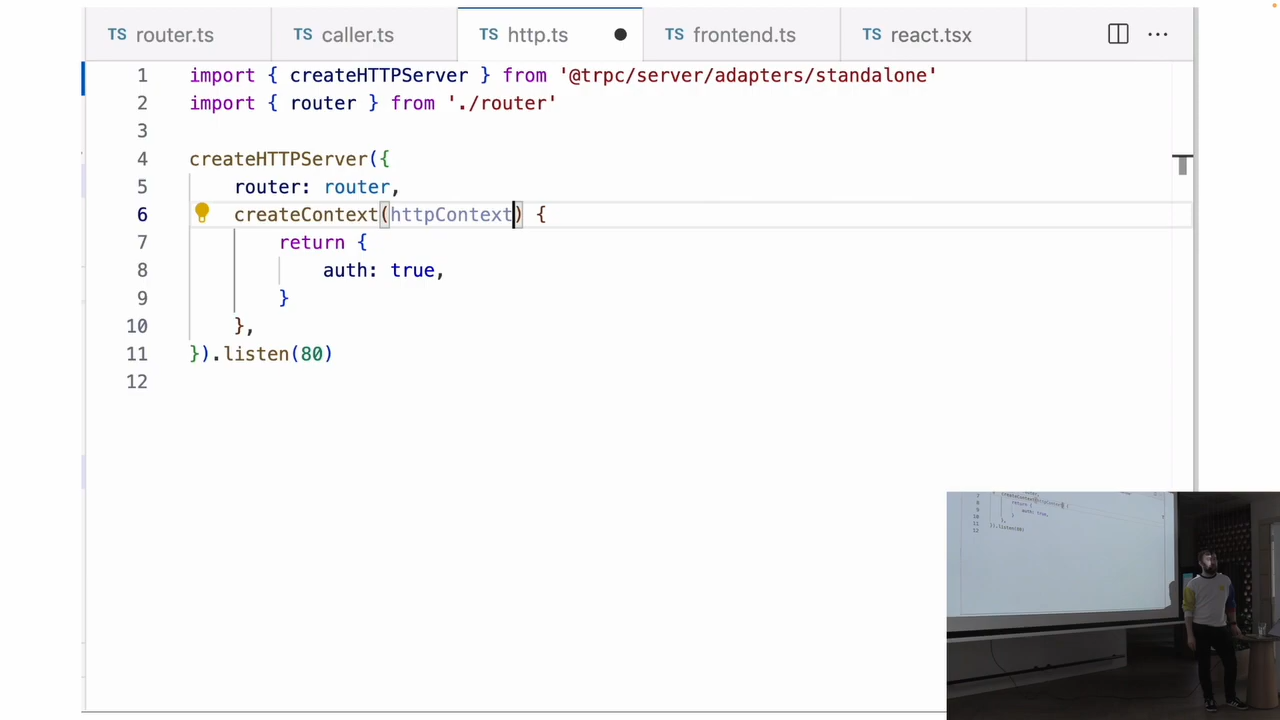 TS router.ts
TS caller.ts
TS http.ts
TS frontend.ts
TS react.tsx
1 import { createHTTPServer } from '@trpc/server/adapters/standalone'
2 import { router } from './router'
3
4 createHTTPServer({
5 router: router,
6 createContext(httpContext) {
7 return {
8 auth: true,
9 }
10 },
11 }).listen(80)
12